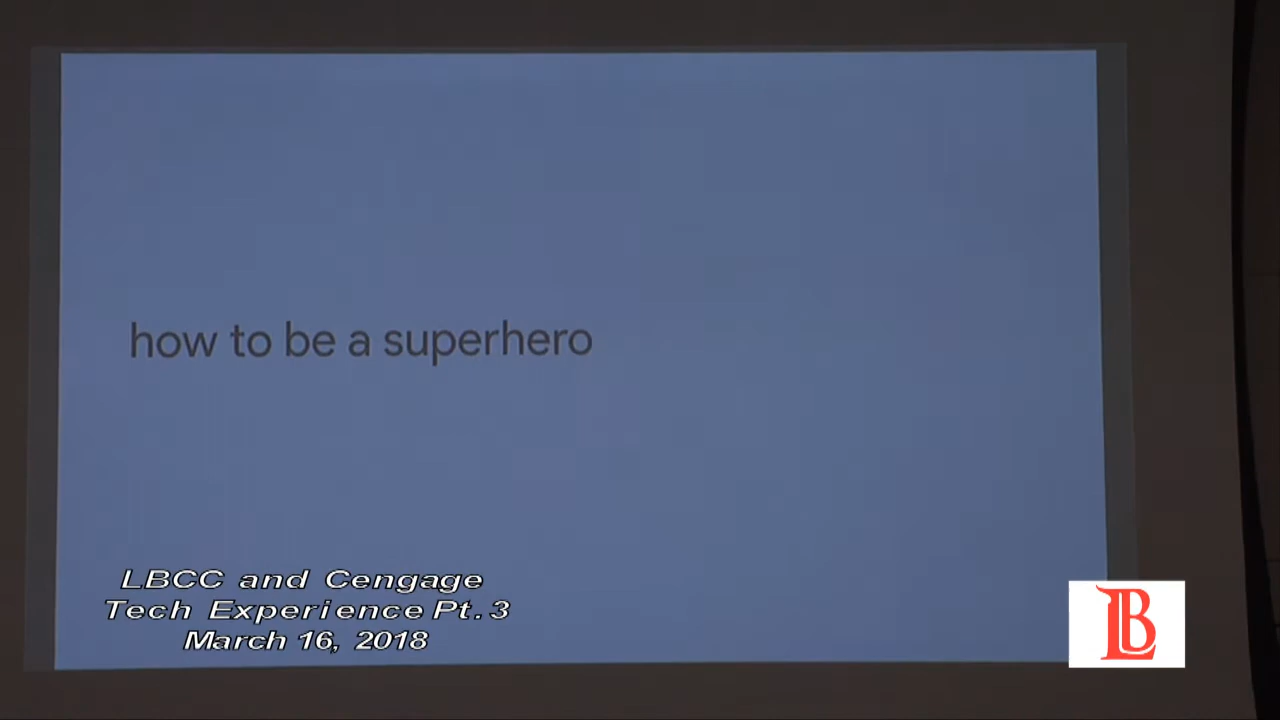 how to be a superhero
LBCC and Cengage
Tech Experience Pt. 3
March 16, 2018
LB